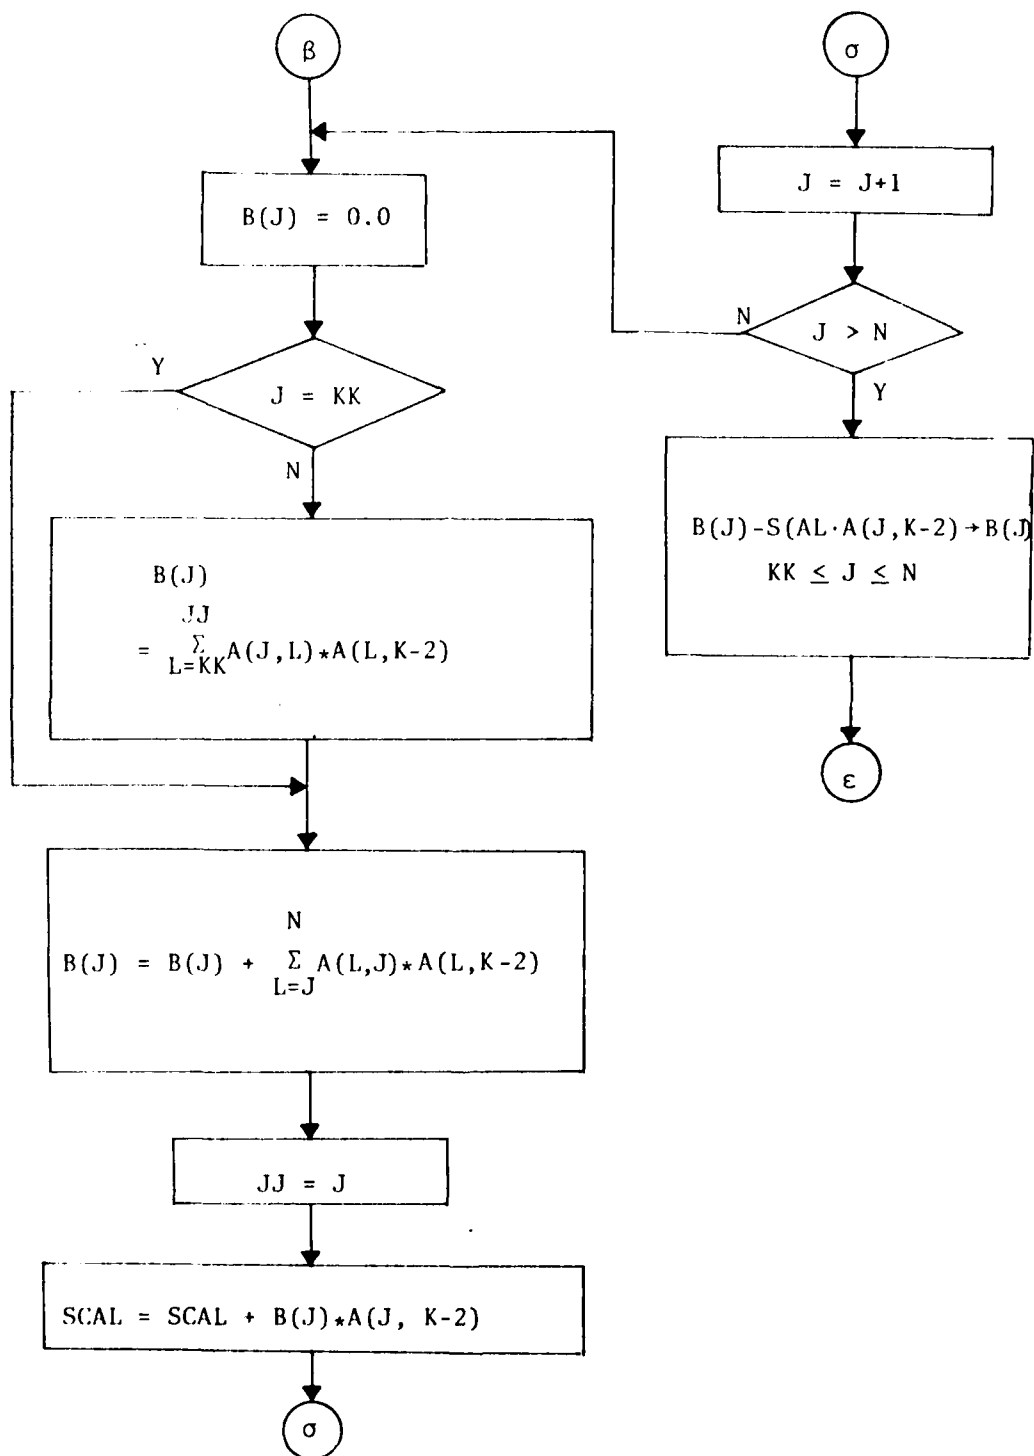 β
B(J) = 0.0
Y
J = KK
N
B(J)
JJ
= Σ A(J,L)*A(L,K-2)
L=KK
N
B(J) = B(J) + Σ A(L,J)*A(L,K-2)
L=J
JJ = J
SCAL = SCAL + B(J)*A(J, K-2)
σ
σ
J = J+1
N
J > N
Y
B(J)-S(AL·A(J,K-2)→B(J)
KK ≤ J ≤ N
ε